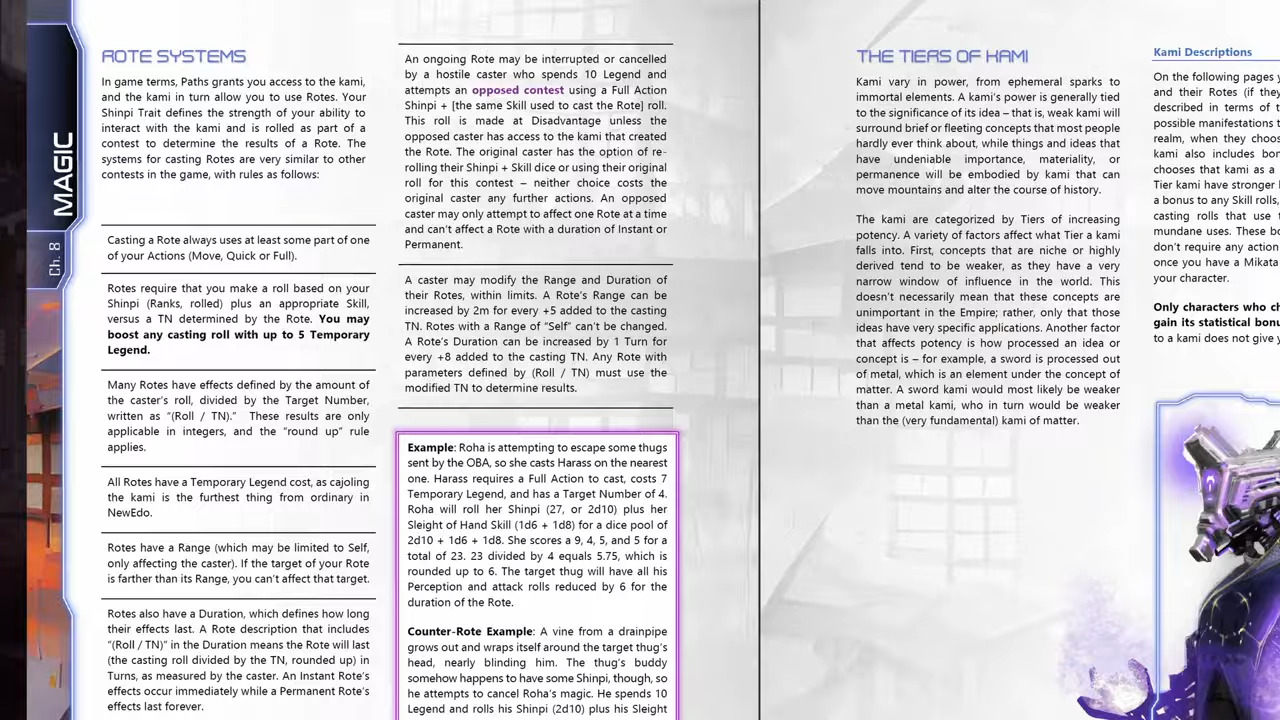 MAGIC
Ch. 8
ROTE SYSTEMS
In game terms, Paths grants you access to the kami,
and the kami in turn allow you to use Rotes. Your
Shinpi Trait defines the strength of your ability to
interact with the kami and is rolled as part of a
contest to determine the results of a Rote. The
systems for casting Rotes are very similar to other
contests in the game, with rules as follows:
Casting a Rote always uses at least some part of one
of your Actions (Move, Quick or Full).
Rotes require that you make a roll based on your
Shinpi (Ranks, rolled) plus an appropriate Skill,
versus a TN determined by the Rote. You may
boost any casting roll with up to 5 Temporary
Legend.
Many Rotes have effects defined by the amount of
the caster's roll, divided by the Target Number,
written as "(Roll / TN)." These results are only
applicable in integers, and the "round up" rule
applies.
All Rotes have a Temporary Legend cost, as cajoling
the kami is the furthest thing from ordinary in
NewEdo.
Rotes have a Range (which may be limited to Self,
only affecting the caster). If the target of your Rote
is farther than its Range, you can't affect that target.
Rotes also have a Duration, which defines how long
their effects last. A Rote description that includes
"(Roll / TN)" in the Duration means the Rote will last
(the casting roll divided by the TN, rounded up) in
Turns, as measured by the caster. An Instant Rote's
effects occur immediately while a Permanent Rote's
effects last forever.
An ongoing Rote may be interrupted or cancelled
by a hostile caster who spends 10 Legend and
attempts an opposed contest using a Full Action
Shinpi + [the same Skill used to cast the Rote] roll.
This roll is made at Disadvantage unless the
opposed caster has access to the kami that created
the Rote. The original caster has the option of re-
rolling their Shinpi + Skill dice or using their original
roll for this contest – neither choice costs the
original caster any further actions. An opposed
caster may only attempt to affect one Rote at a time
and can't affect a Rote with a duration of Instant or
Permanent.
A caster may modify the Range and Duration of
their Rotes, within limits. A Rote's Range can be
increased by 2m for every +5 added to the casting
TN. Rotes with a Range of "Self" can't be changed.
A Rote's Duration can be increased by 1 Turn for
every +8 added to the casting TN. Any Rote with
parameters defined by (Roll / TN) must use the
modified TN to determine results.
Example: Roha is attempting to escape some thugs
sent by the OBA, so she casts Harass on the nearest
one. Harass requires a Full Action to cast, costs 7
Temporary Legend, and has a Target Number of 4.
Roha will roll her Shinpi (27, or 2d10) plus her
Sleight of Hand Skill (1d6 + 1d8) for a dice pool of
2d10 + 1d6 + 1d8. She scores a 9, 4, 5, and 5 for a
total of 23. 23 divided by 4 equals 5.75, which is
rounded up to 6. The target thug will have all his
Perception and attack rolls reduced by 6 for the
duration of the Rote.
Counter-Rote Example: A vine from a drainpipe
grows out and wraps itself around the target thug's
head, nearly blinding him. The thug's buddy
somehow happens to have some Shinpi, though, so
he attempts to cancel Roha's magic. He spends 10
Legend and rolls his Shinpi (2d10) plus his Sleight
THE TIERS OF KAMI
Kami vary in power, from ephemeral sparks to
immortal elements. A kami's power is generally tied
to the significance of its idea – that is, weak kami will
surround brief or fleeting concepts that most people
hardly ever think about, while things and ideas that
have undeniable importance, materiality, or
permanence will be embodied by kami that can
move mountains and alter the course of history.
The kami are categorized by Tiers of increasing
potency. A variety of factors affect what Tier a kami
falls into. First, concepts that are niche or highly
derived tend to be weaker, as they have a very
narrow window of influence in the world. This
doesn't necessarily mean that these concepts are
unimportant in the Empire; rather, only that those
ideas have very specific applications. Another factor
that affects potency is how processed an idea or
concept is – for example, a sword is processed out
of metal, which is an element under the concept of
matter. A sword kami would most likely be weaker
than a metal kami, who in turn would be weaker
than the (very fundamental) kami of matter.
Kami Descriptions
On the following pages y
and their Rotes (if they
described in terms of t
possible manifestations t
realm, when they choos
kami also includes bon
chooses that kami as a
Tier kami have stronger
a bonus to any Skill rolls,
casting rolls that use t
mundane uses. These bo
don't require any action
once you have a Mikata
your character.
Only characters who ch
gain its statistical bonu
to a kami does not give y